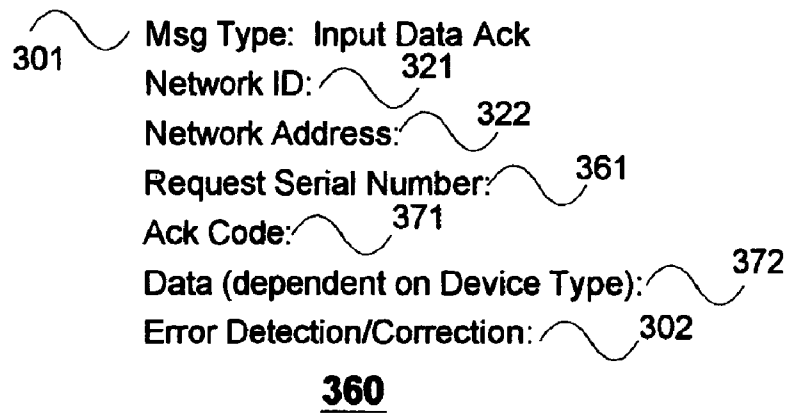 301 Msg Type: Input Data Ack
Network ID: 321
Network Address: 322
Request Serial Number: 361
Ack Code: 371
Data (dependent on Device Type): 372
Error Detection/Correction: 302
360